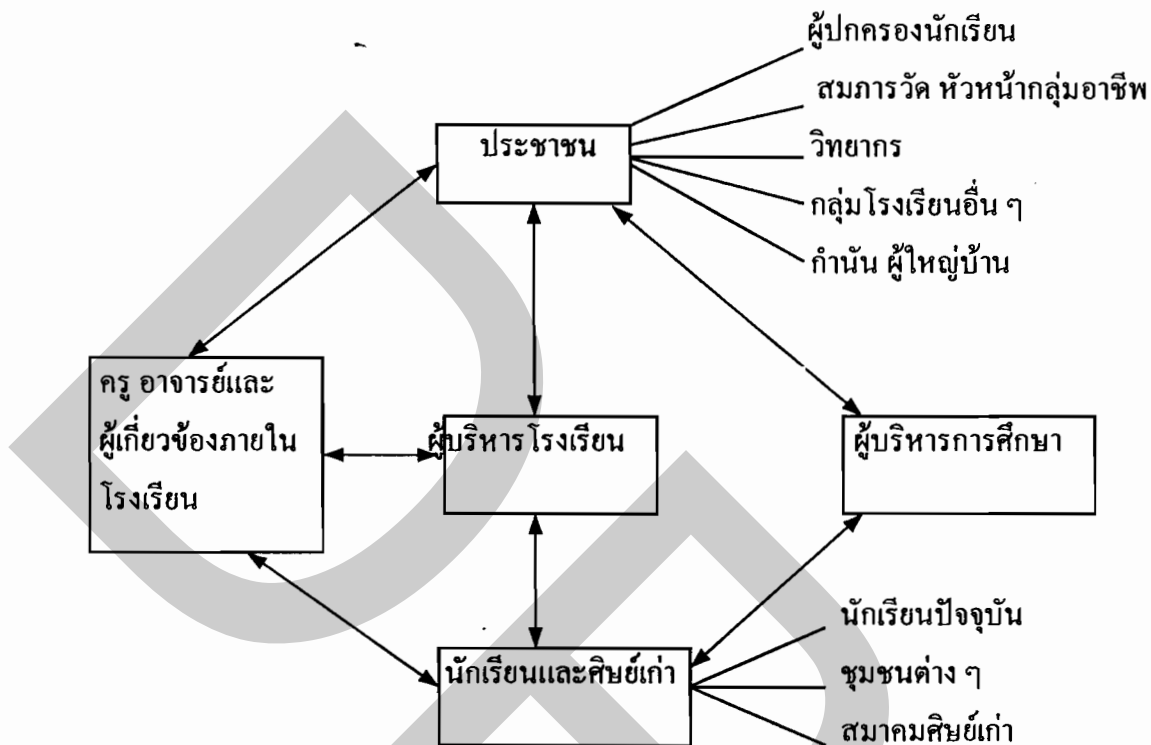 ผู้ปกครองนักเรียน
สมภารวัด หัวหน้ากลุ่มอาชีพ
ประชาชน
วิทยากร
กลุ่มโรงเรียนอื่น ๆ
กำนัน ผู้ใหญ่บ้าน
ครู อาจารย์และ
ผู้เกี่ยวข้องภายใน
โรงเรียน
ผู้บริหารโรงเรียน
ผู้บริหารการศึกษา
นักเรียนปัจจุบัน
นักเรียนและศิษย์เก่า
ชุมชนต่าง ๆ
สมาคมศิษย์เก่า